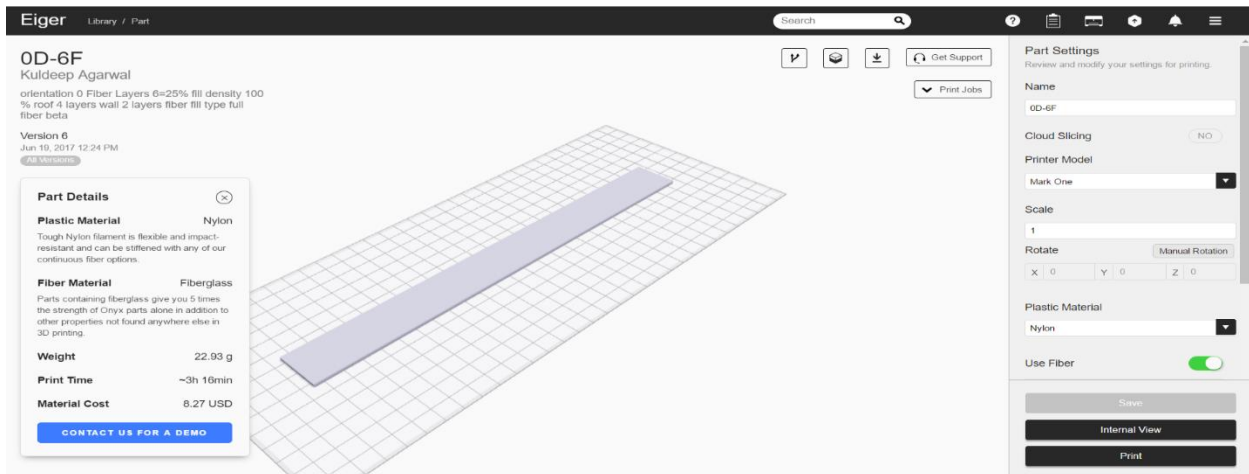 Eiger Library / Part Search
Get Support
Print Jobs
0D-6F
Kuldeep Agarwal
orientation 0 Fiber Layers 6=25% fill density 100
% roof 4 layers wall 2 layers fiber fill type full
fiber beta
Version 6
Jun 19, 2017 12:24 PM
All Versions
Part Details
Plastic Material Nylon
Tough Nylon filament is flexible and impact-
resistant and can be stiffened with any of our
continuous fiber options.
Fiber Material Fiberglass
Parts containing fiberglass give you 5 times
the strength of Onyx parts alone in addition to
other properties not found anywhere else in
3D printing.
Weight 22.93 g
Print Time ~3h 16min
Material Cost 8.27 USD
CONTACT US FOR A DEMO
Part Settings
Review and modify your settings for printing.
Name
0D-6F
Cloud Slicing NO
Printer Model
Mark One
Scale
1
Rotate Manual Rotation
X 0 Y 0 Z 0
Plastic Material
Nylon
Use Fiber
Save
Internal View
Print